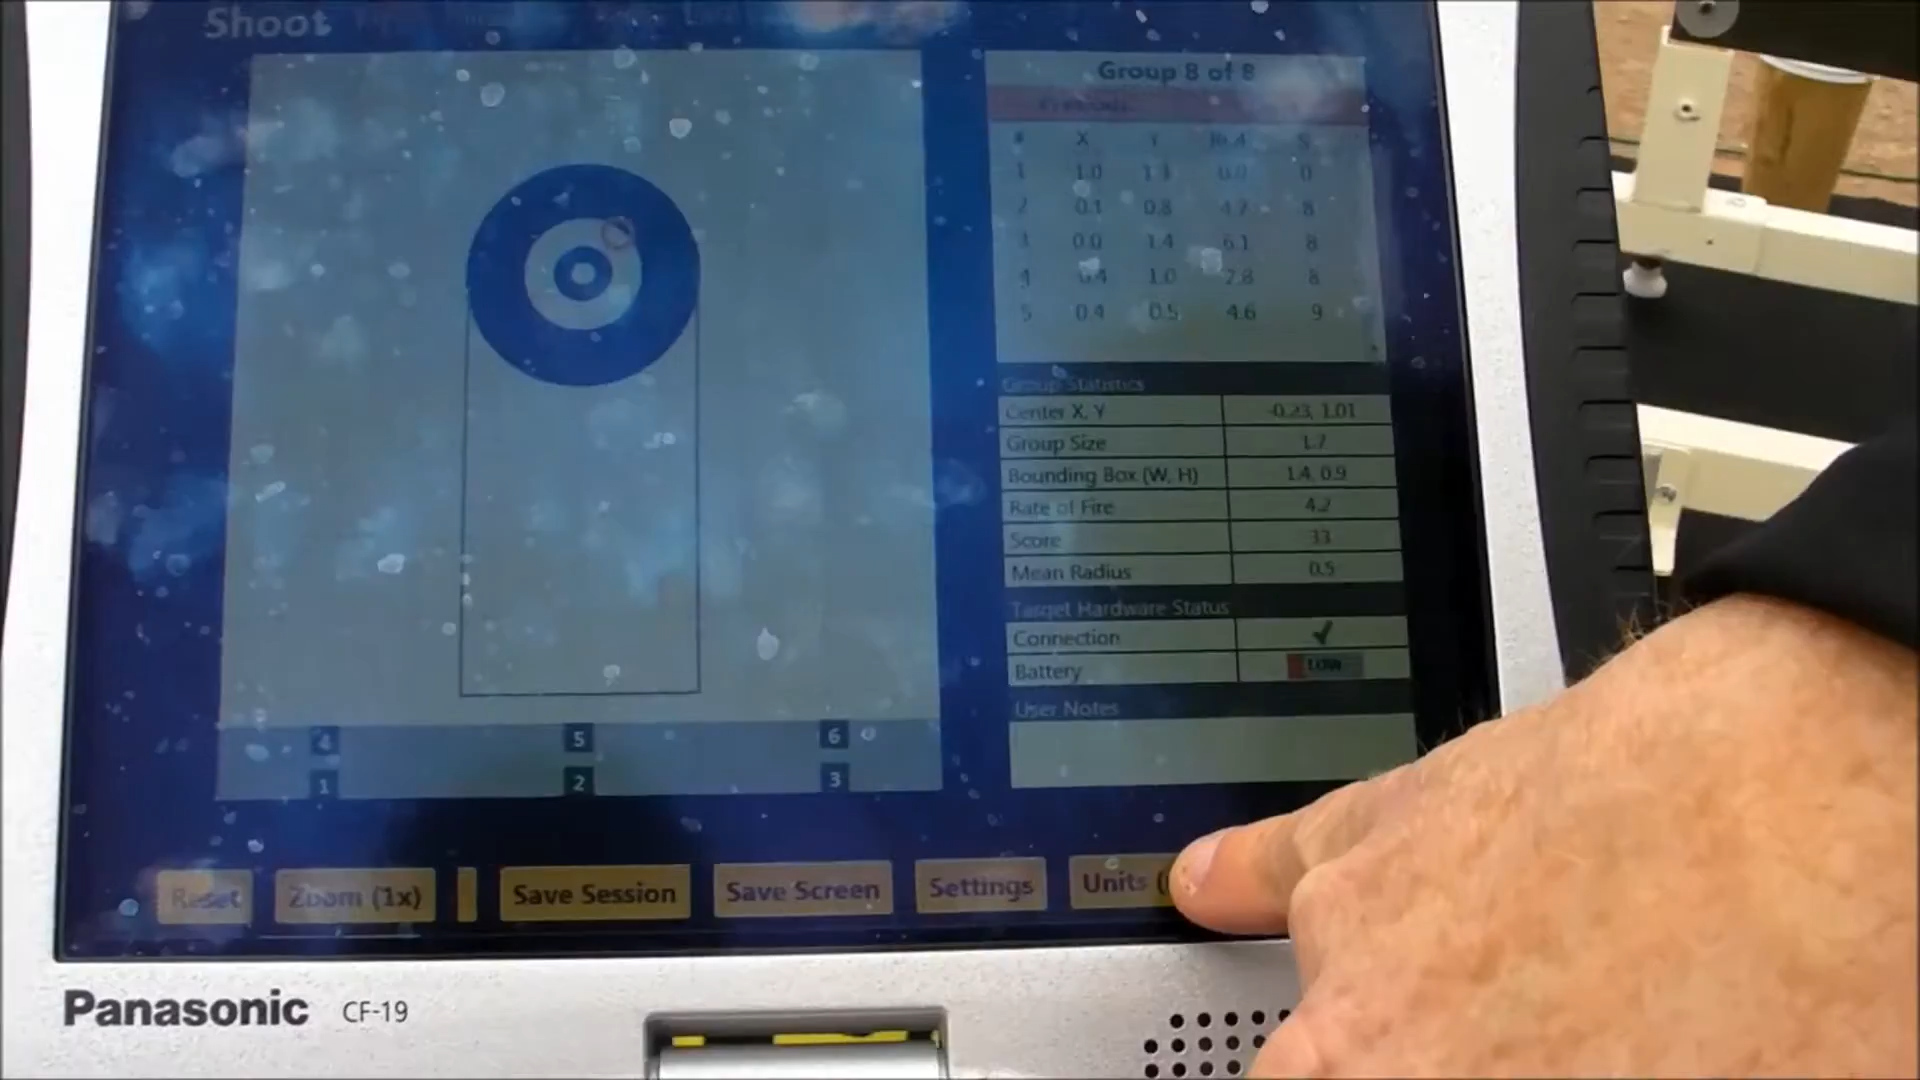 Shoot
Group 8 of 8
# X Y S
1 1.0 0
2 0.1 0.8 4.7 8
3 0.0 1.4 6.1 8
4 0.4 1.0 2.8 8
5 0.4 0.5 4.6 9
Group Statistics
Center X, Y -0.23, 1.01
Group Size 1.7
Bounding Box (W, H) 1.4, 0.9
Rate of Fire 4.2
Score 33
Mean Radius 0.5
Target Hardware Status
Connection
Battery LOW
User Notes
4 5 6
1 2 3
Reset Zoom (1x) Save Session Save Screen Settings Units (
Panasonic CF-19